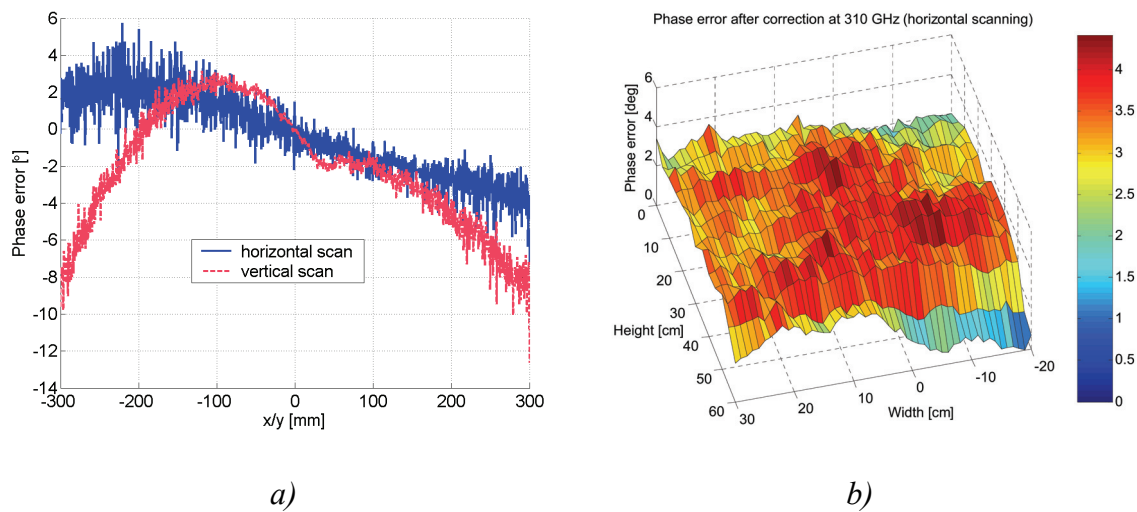 6
4
2
0
-2
-4
-6
-8
-10
-12
-14
Phase error [º]
horizontal scan
vertical scan
-300 -200 -100 0 100 200 300
x/y [mm]
a)
Phase error after correction at 310 GHz (horizontal scanning)
6
4
2
0
Phase error [deg]
0
10
20
30
40
50
60
Height [cm]
30 20 10 0 -10 -20
Width [cm]
4
3.5
3
2.5
2
1.5
1
0.5
0
b)